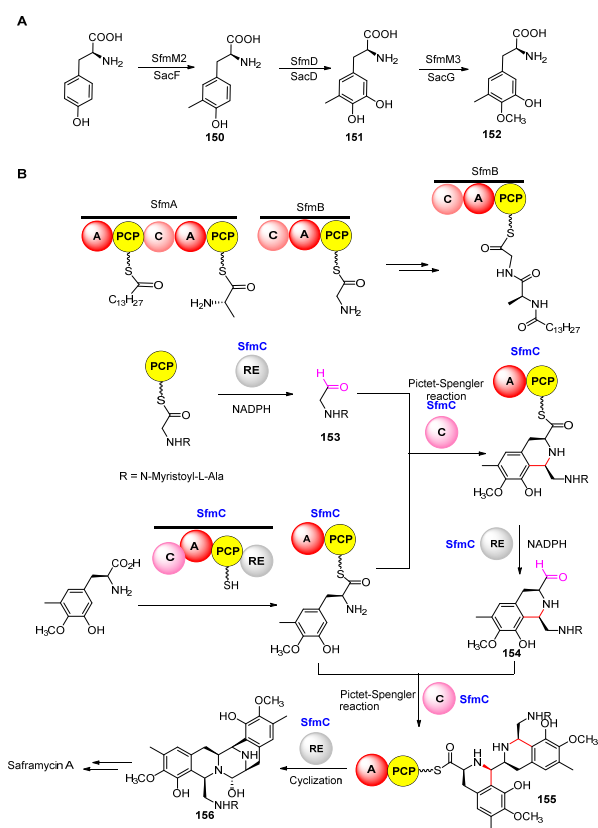 A
COOH
NH2
OH
SfmM2
SacF
COOH
NH2
OH
150
SfmD
SacD
COOH
NH2
OH
OH
151
SfmM3
SacG
COOH
NH2
OH
OCH3
152
B
SfmA
A PCP C A PCP
S
O
C13H27
S
O
H2N
SfmB
C A PCP
S
O
NH2
SfmB
C A PCP
S
O
NH
O
NH
O
C13H27
PCP
S
O
NHR
SfmC
RE
NADPH
H
O
NHR
153
R = N-Myristoyl-L-Ala
Pictet-Spengler
reaction
SfmC
C
SfmC
A PCP
S
O
NH
H3CO
OH
NHR
SfmC
C A PCP RE
SH
CO2H
NH2
H3CO
OH
SfmC
A PCP
S
O
NH2
H3CO
OH
SfmC RE NADPH
H
O
NH
H3CO
OH
NHR
154
Pictet-Spengler
reaction
C SfmC
A PCP S
O
H
N
NHR
OH
HN
OCH3
OH
OCH3
155
SfmC
RE
Cyclization
OCH3
HO
NH
N
H3CO
OH
OH
NHR
156
Saframycin A